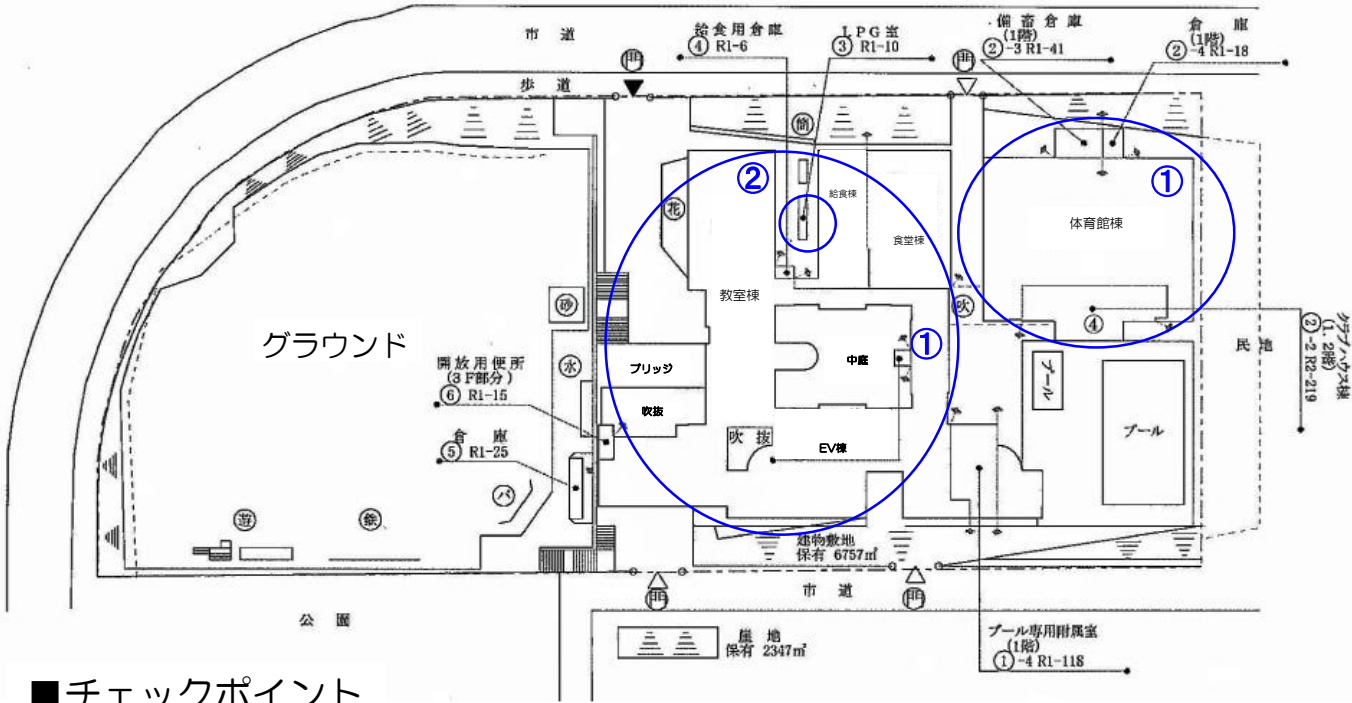 市道
歩道
門
給食用倉庫
④ R1-6
LPG室
③ R1-10
門
備蓄倉庫
(1階)
②-3 R1-41
倉庫
(1階)
②-4 R1-18
簡
②
給食棟
食堂棟
①
体育館棟
花
教室棟
吹
④
砂
グラウンド
水
ブリッジ
中庭
①
民地
クラブハウス棟
(1, 2階)
②-2 R2-219
開放用便所
(3F部分)
⑥ R1-15
吹抜
プール
プール
倉庫
⑤ R1-25
吹抜
EV棟
バ
遊
鉄
建物敷地
保有 6757㎡
門
市道
門
公園
崖地
保有 2347㎡
プール専用附属室
(1階)
①-4 R1-118
■チェックポイント